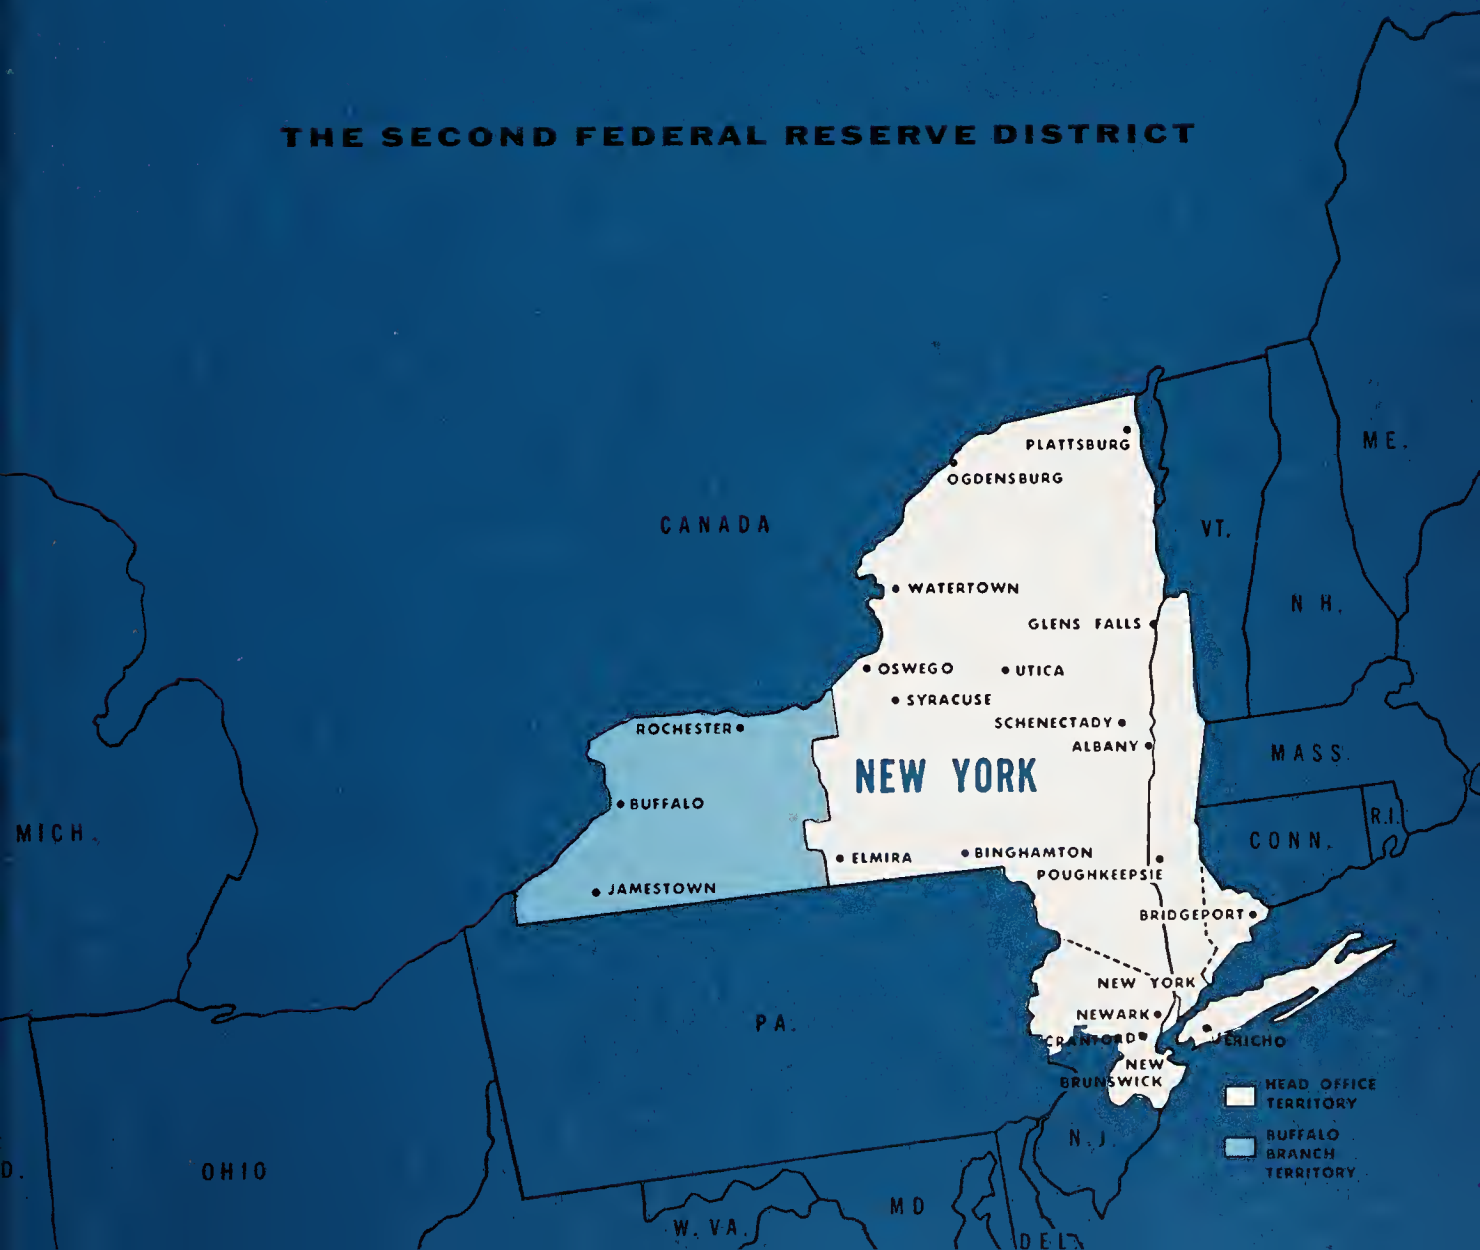 THE SECOND FEDERAL RESERVE DISTRICT
PLATTSBURG
ME.
OGDENSBURG
CANADA
VT.
WATERTOWN
N H.
GLENS FALLS
OSWEGO
UTICA
SYRACUSE
SCHENECTADY
ROCHESTER
ALBANY
MASS.
NEW YORK
BUFFALO
R.I.
MICH.
CONN.
ELMIRA
BINGHAMTON
POUGHKEEPSIE
JAMESTOWN
BRIDGEPORT
NEW YORK
NEWARK
PA.
CRANFORD
JERICHO
NEW
BRUNSWICK
HEAD OFFICE
TERRITORY
N.J.
BUFFALO
BRANCH
TERRITORY
D.
OHIO
MD
W. VA.
DEL.